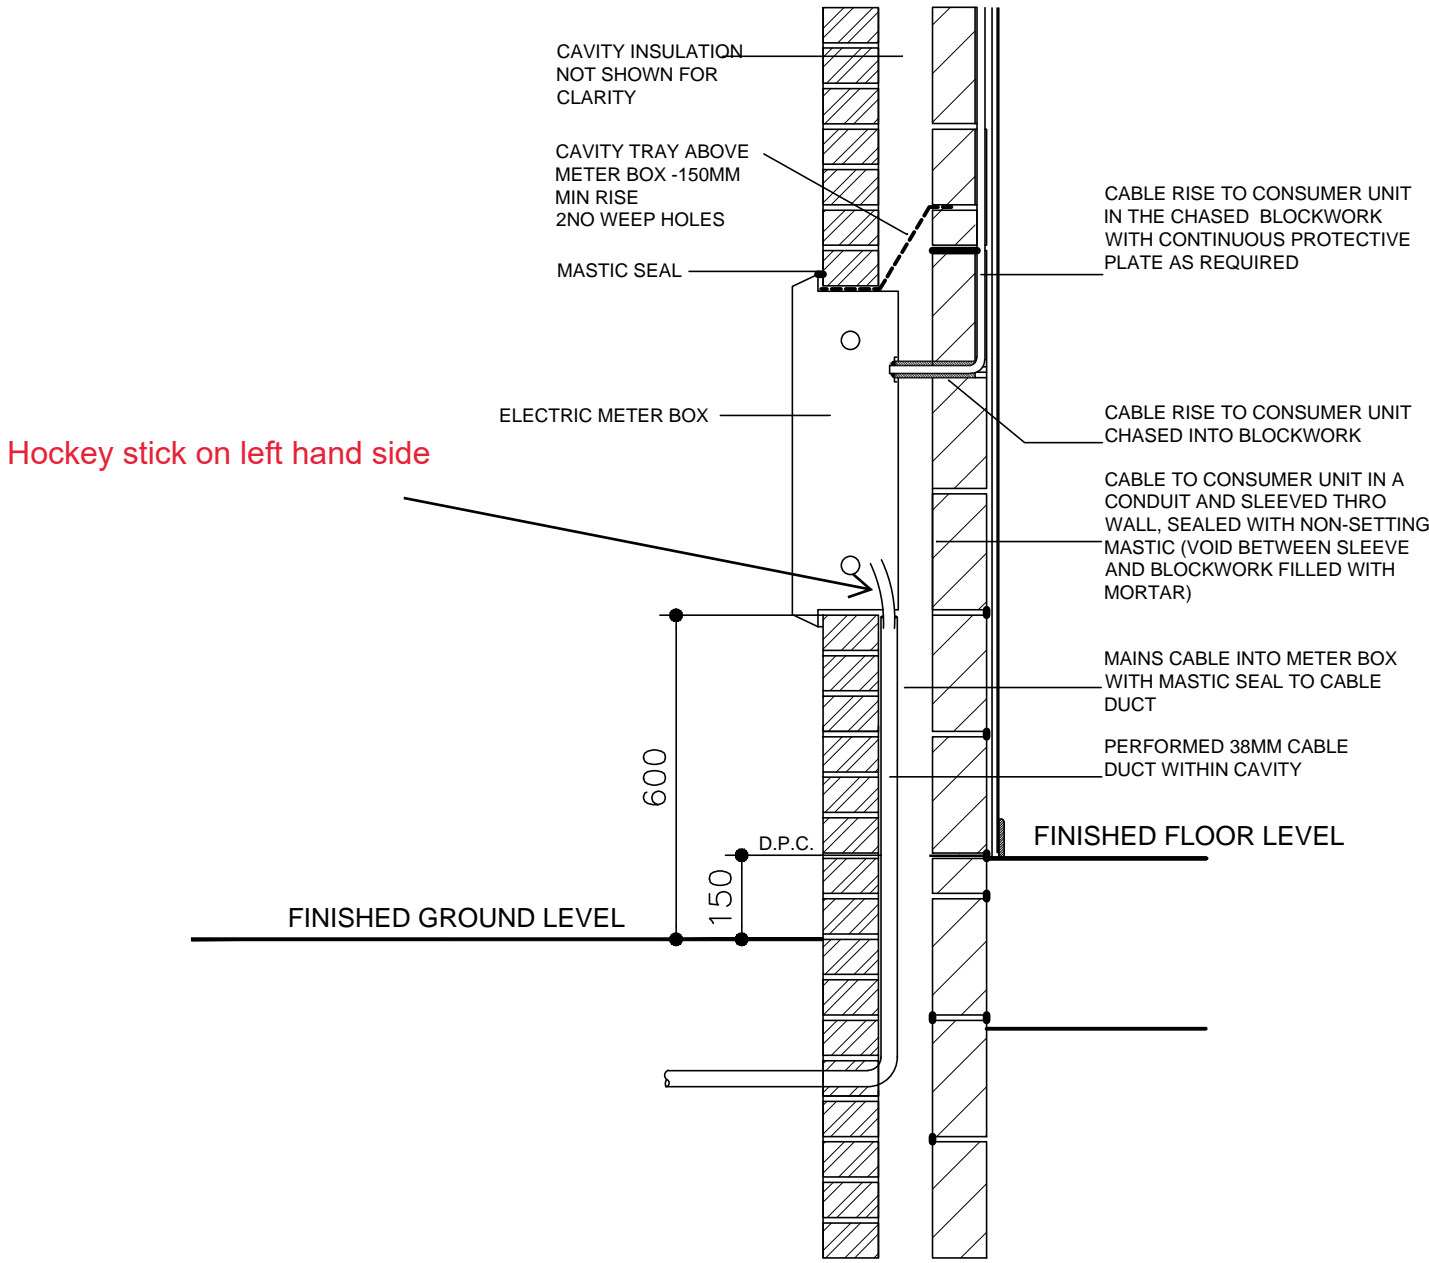 CAVITY INSULATION
NOT SHOWN FOR
CLARITY
CAVITY TRAY ABOVE
METER BOX -150MM
MIN RISE
2NO WEEP HOLES
MASTIC SEAL
ELECTRIC METER BOX
Hockey stick on left hand side
CABLE RISE TO CONSUMER UNIT
IN THE CHASED BLOCKWORK
WITH CONTINUOUS PROTECTIVE
PLATE AS REQUIRED
CABLE RISE TO CONSUMER UNIT
CHASED INTO BLOCKWORK
CABLE TO CONSUMER UNIT IN A
CONDUIT AND SLEEVED THRO
WALL, SEALED WITH NON-SETTING
MASTIC (VOID BETWEEN SLEEVE
AND BLOCKWORK FILLED WITH
MORTAR)
MAINS CABLE INTO METER BOX
WITH MASTIC SEAL TO CABLE
DUCT
PERFORMED 38MM CABLE
DUCT WITHIN CAVITY
600
D.P.C.
150
FINISHED FLOOR LEVEL
FINISHED GROUND LEVEL